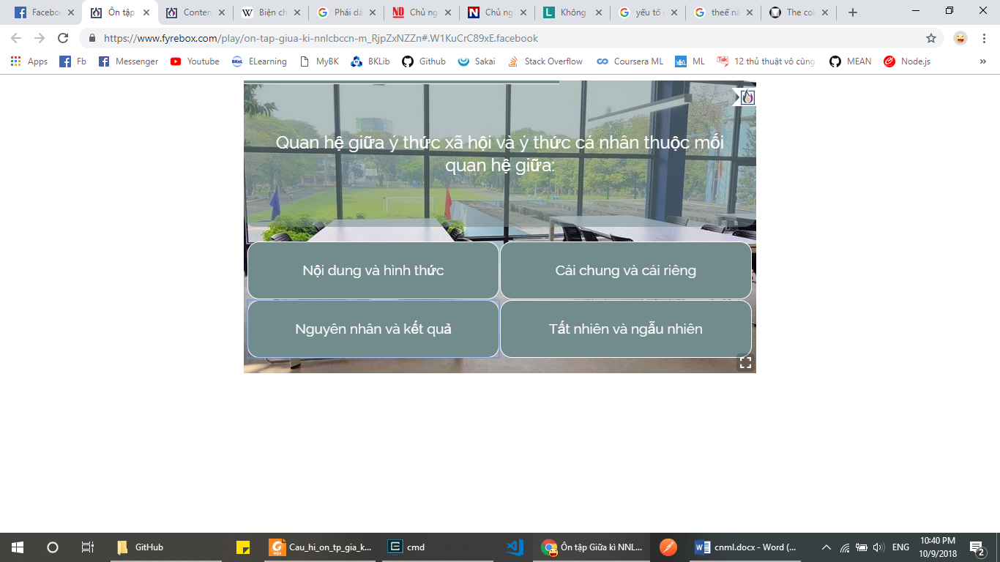 Facebo
Ôn tập
Conten
Biện ch
Phái dâ
Chủ ng
Chủ ng
Không
yếu tố
theế nà
The col
https://www.fyrebox.com/play/on-tap-giua-ki-nnlcbccn-m_RjpZxNZZn#.W1KuCrC89xE.facebook
Apps Fb Messenger Youtube ELearning MyBK BKLib Github Sakai Stack Overflow Coursera ML ML 12 thủ thuật vô cùng MEAN Node.js
Quan hệ giữa ý thức xã hội và ý thức cá nhân thuộc mối
quan hệ giữa:
Nội dung và hình thức
Cái chung và cái riêng
Nguyên nhân và kết quả
Tất nhiên và ngẫu nhiên
GitHub
Cau_hi_on_tp_gia_k...
cmd
Ôn tập Giữa kì NNL...
cnml.docx - Word (...
ENG
10:40 PM
10/9/2018
2